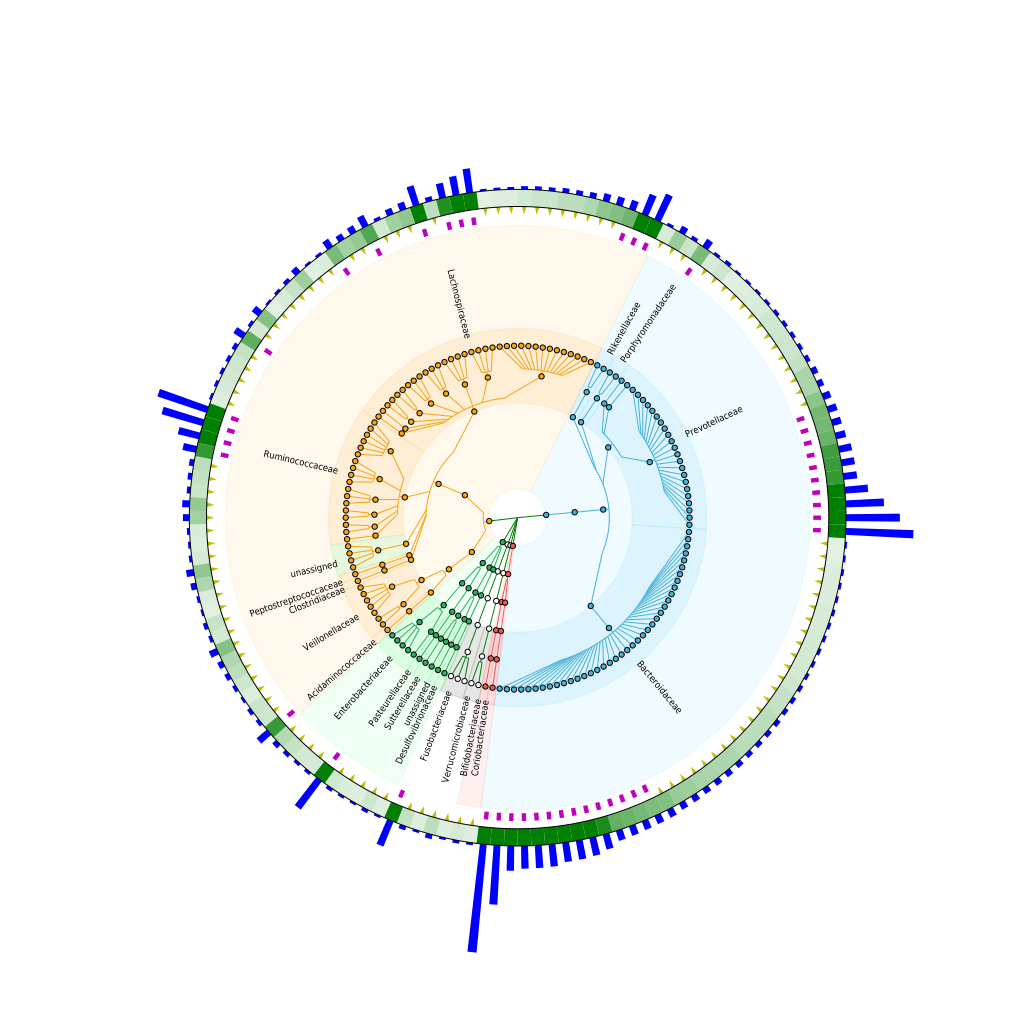 Lachnospiraceae
Rikenellaceae
Porphyromonadaceae
Prevotellaceae
Ruminococcaceae
unassigned
Peptostreptococcaceae
Clostridiaceae
Veillonellaceae
Acidaminococcaceae
Enterobacteriaceae
Pasteurellaceae
Sutterellaceae
unassigned
Desulfovibrionaceae
Fusobacteriaceae
Verrucomicrobiaceae
Bifidobacteriaceae
Coriobacteriaceae
Bacteroidaceae